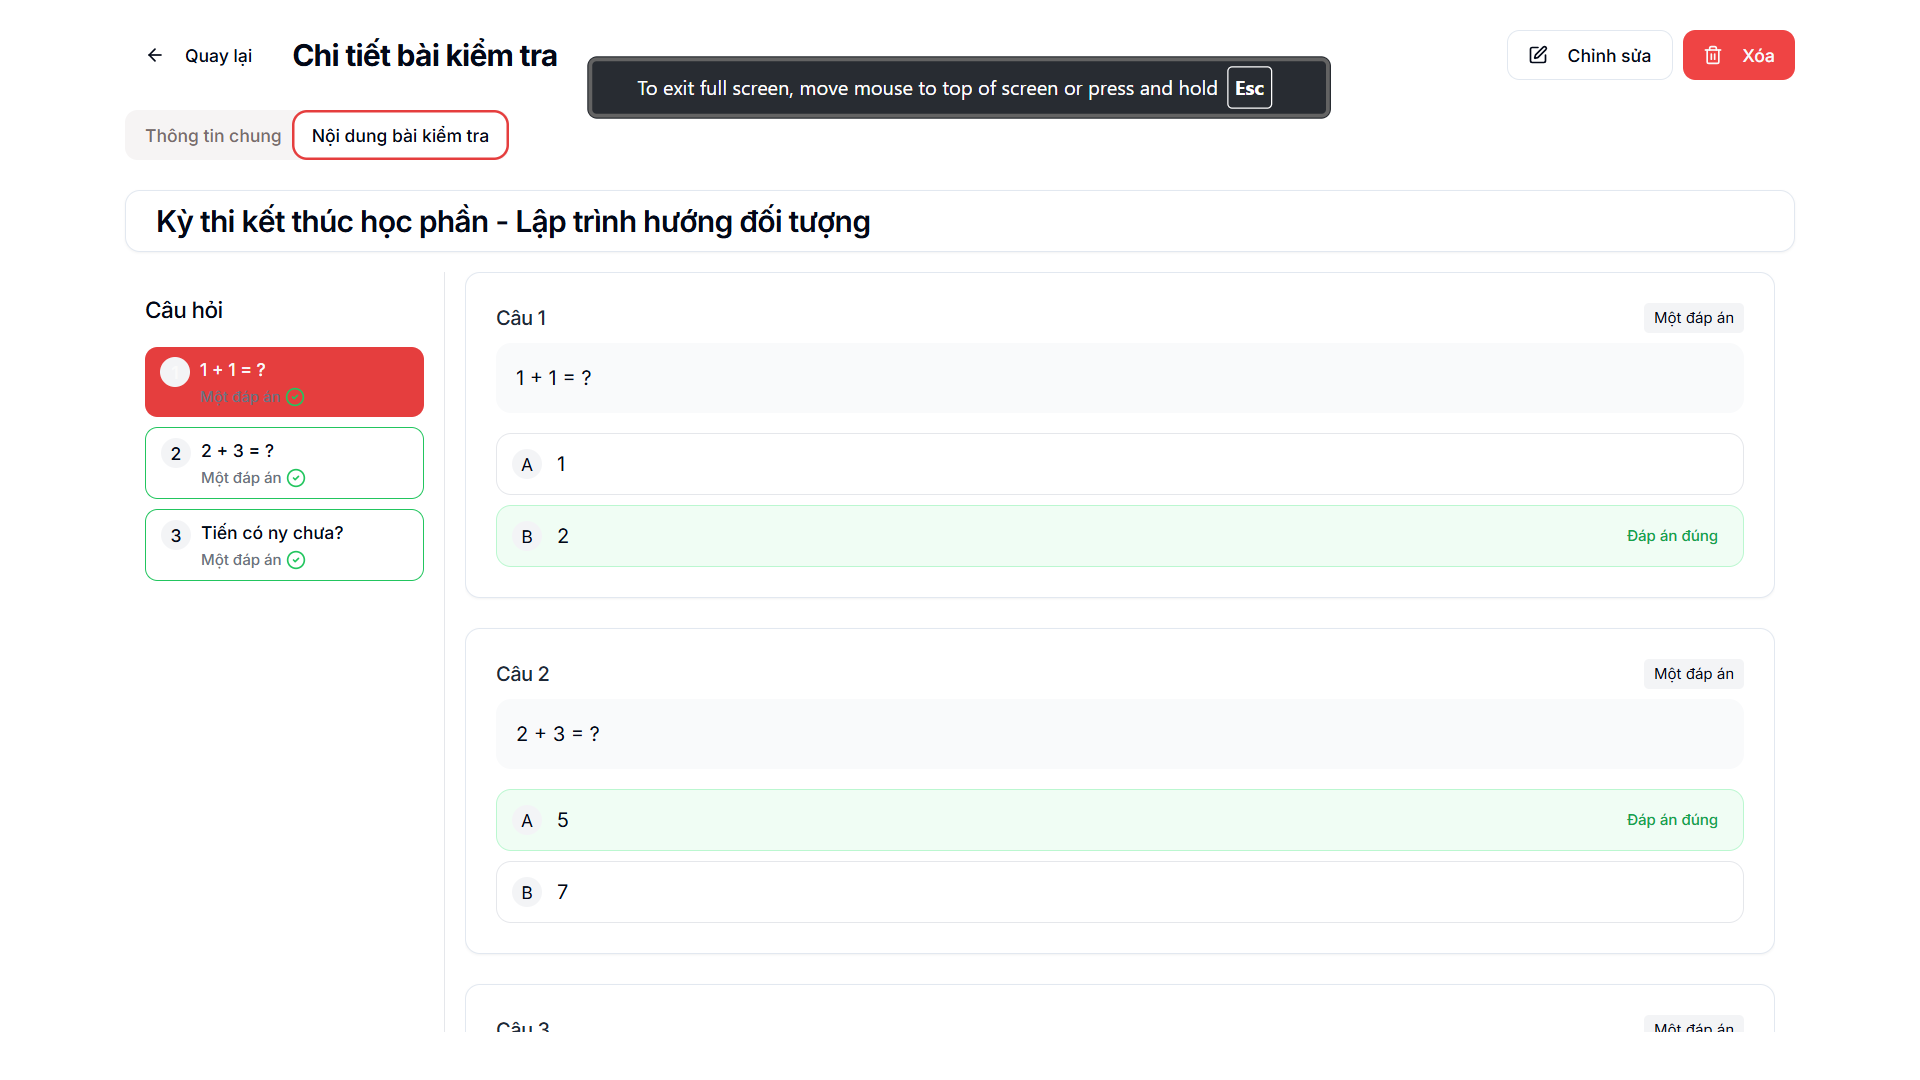 Quay lại
Chi tiết bài kiểm tra
To exit full screen, move mouse to top of screen or press and hold Esc
Chỉnh sửa
Xóa
Thông tin chung
Nội dung bài kiểm tra
Kỳ thi kết thúc học phần - Lập trình hướng đối tượng
Câu hỏi
1 + 1 = ?
Một đáp án
2
2 + 3 = ?
Một đáp án
3
Tiến có ny chưa?
Một đáp án
Câu 1
Một đáp án
1 + 1 = ?
A
1
B
2
Đáp án đúng
Câu 2
Một đáp án
2 + 3 = ?
A
5
Đáp án đúng
B
7
Câu 3
Một đáp án